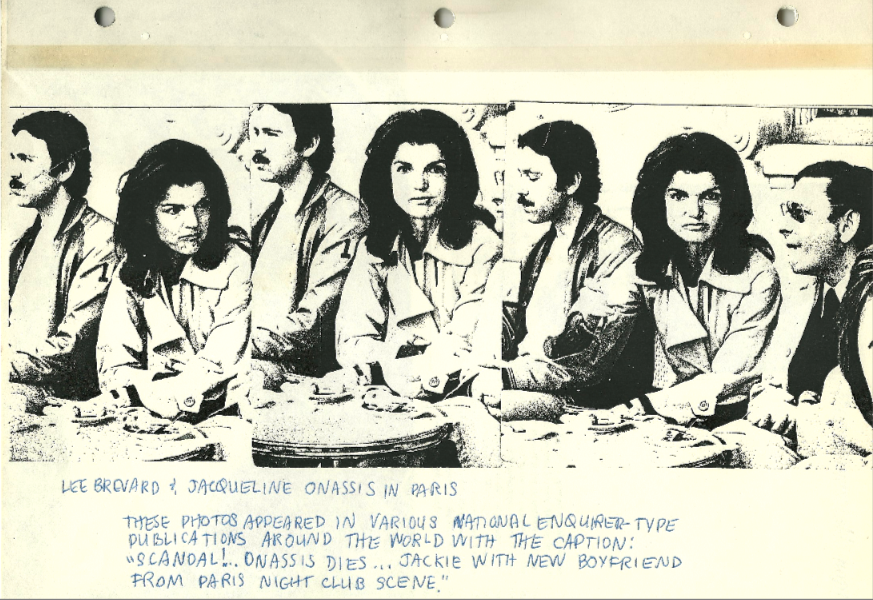 LEE BREVARD & JACQUELINE ONASSIS IN PARIS
THESE PHOTOS APPEARED IN VARIOUS NATIONAL ENQUIRER-TYPE
PUBLICATIONS AROUND THE WORLD WITH THE CAPTION:
"SCANDAL!.. ONASSIS DIES... JACKIE WITH NEW BOYFRIEND
FROM PARIS NIGHT CLUB SCENE."